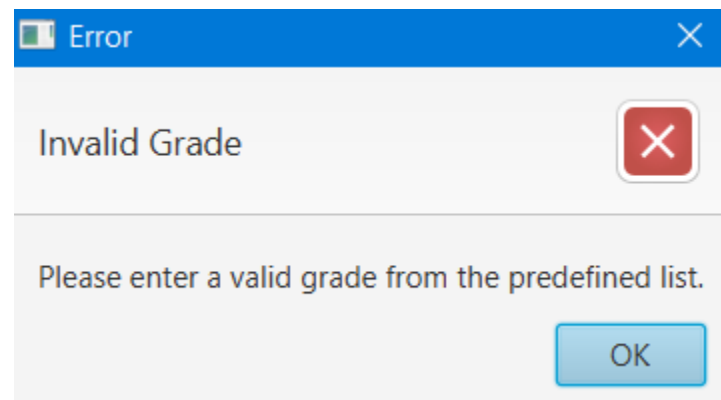 Error
Invalid Grade
Please enter a valid grade from the predefined list.
OK